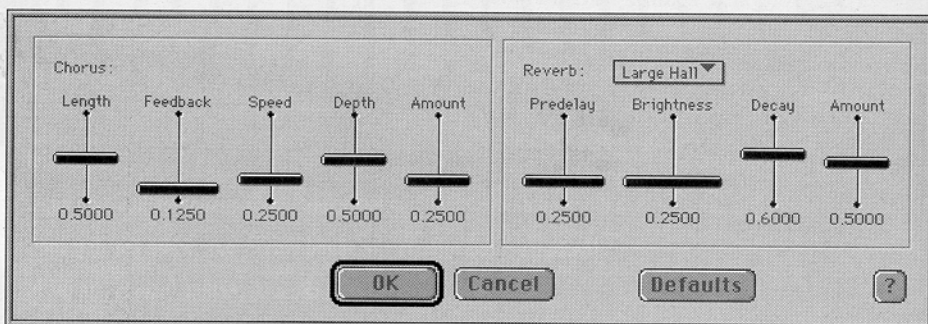 Chorus:
Length Feedback Speed Depth Amount
0.5000 0.1250 0.2500 0.5000 0.2500
Reverb: Large Hall
Predelay Brightness Decay Amount
0.2500 0.2500 0.6000 0.5000
OK Cancel Defaults ?